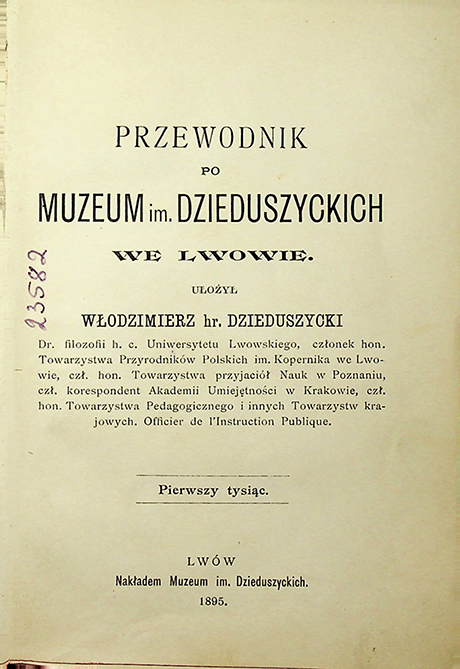 PRZEWODNIK
PO
MUZEUM im. DZIEDUSZYCKICH
WE LWOWIE.
UŁOŻYŁ
WŁODZIMIERZ hr. DZIEDUSZYCKI
Dr. filozofii h. c. Uniwersytetu Lwowskiego, członek hon.
Towarzystwa Przyrodników Polskich im. Kopernika we Lwo-
wie, czł. hon. Towarzystwa przyjaciół Nauk w Poznaniu,
czł. korespondent Akademii Umiejętności w Krakowie, czł.
hon. Towarzystwa Pedagogicznego i innych Towarzystw kra-
jowych. Officier de l'Instruction Publique.
Pierwszy tysiąc.
LWÓW
Nakładem Muzeum im. Dzieduszyckich.
1895.
23582